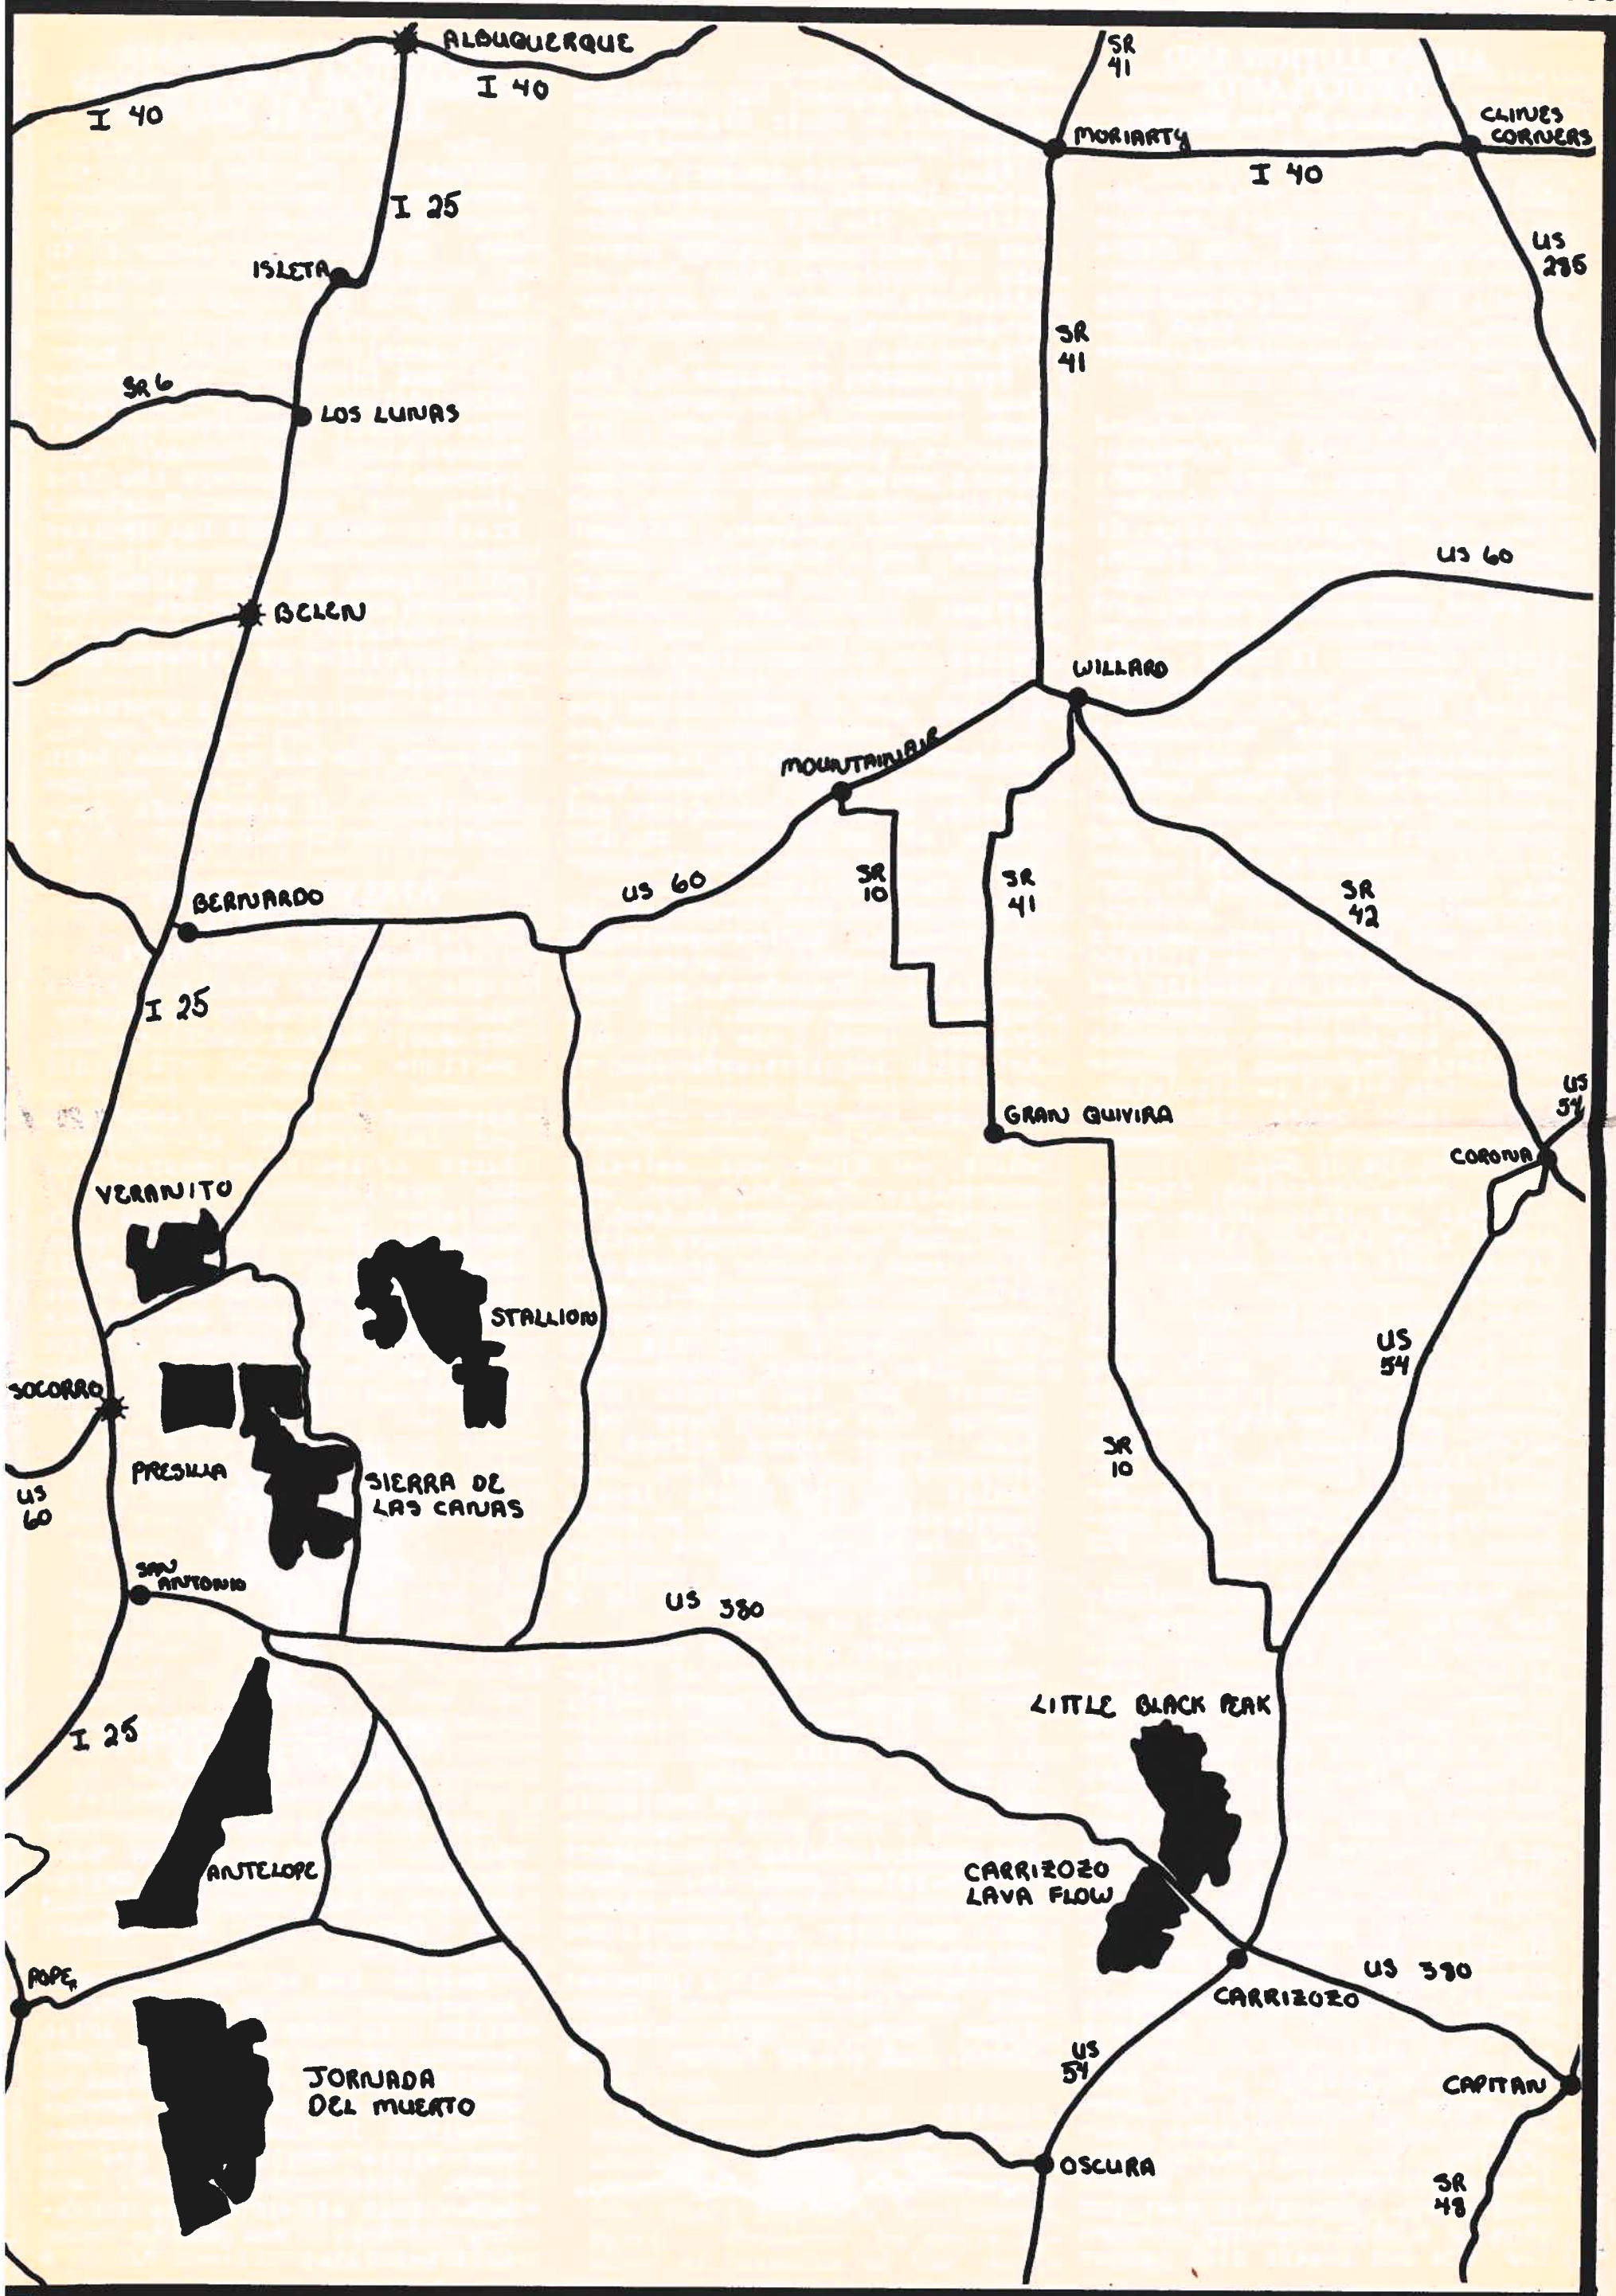 ALBUQUERQUE
I 40
I 40
SR
41
MORIARTY
CLINES
CORNERS
I 40
I 25
US
285
ISLETA
SR
41
SR 6
LOS LUNAS
US 60
BELEN
WILLARD
MOUNTAINAIR
BERNARDO
US 60
SR
10
SR
41
SR
42
I 25
US
54
GRAN QUIVIRA
CORONA
VERANITO
STALLION
US
54
SOCORRO
PRESILLA
SR
10
SIERRA DE
LAS CANAS
US
60
SAN
ANTONIO
US 380
LITTLE BLACK PEAK
I 25
ANTELOPE
CARRIZOZO
LAVA FLOW
POPE
US 380
CARRIZOZO
US
54
JORNADA
DEL MUERTO
CAPITAN
OSCURA
SR
48